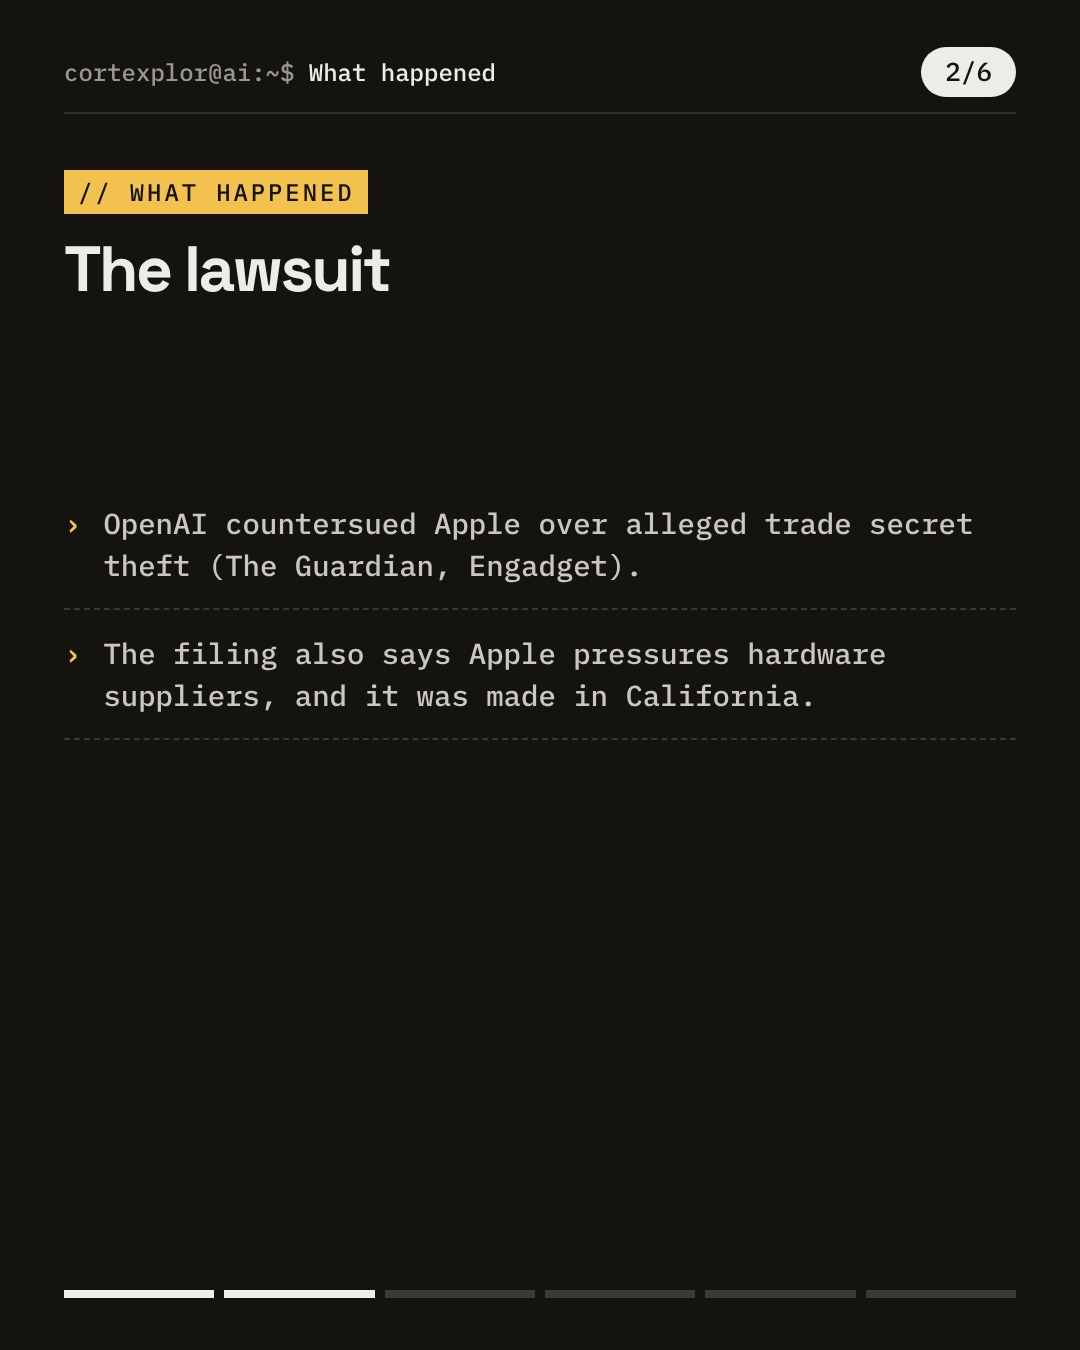 cortexplor@ai:~$ What happened
2/6
// WHAT HAPPENED
The lawsuit
› OpenAI countersued Apple over alleged trade secret
theft (The Guardian, Engadget).
› The filing also says Apple pressures hardware
suppliers, and it was made in California.